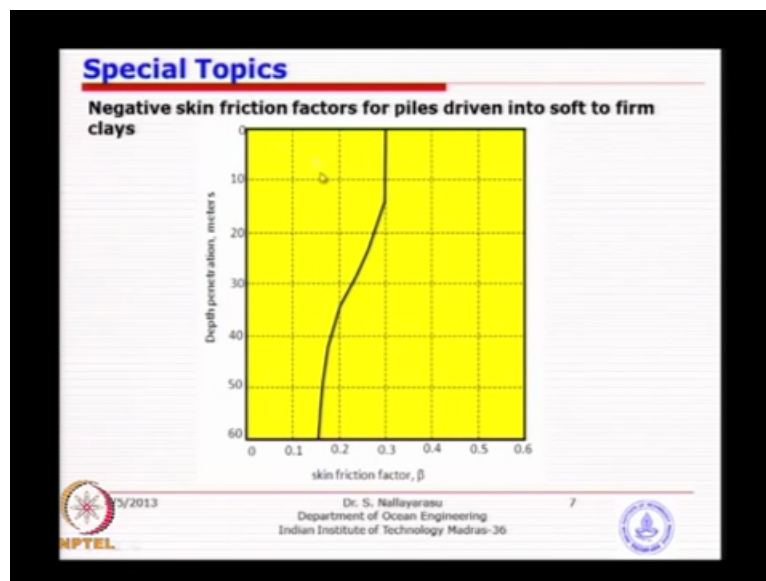 Special Topics
Negative skin friction factors for piles driven into soft to firm
clays
0
10
20
30
40
50
60
Depth penetration, meters
0 0.1 0.2 0.3 0.4 0.5 0.6
skin friction factor, β
/5/2013
Dr. S. Nallayarasu
7
Department of Ocean Engineering
Indian Institute of Technology Madras-36
NPTEL